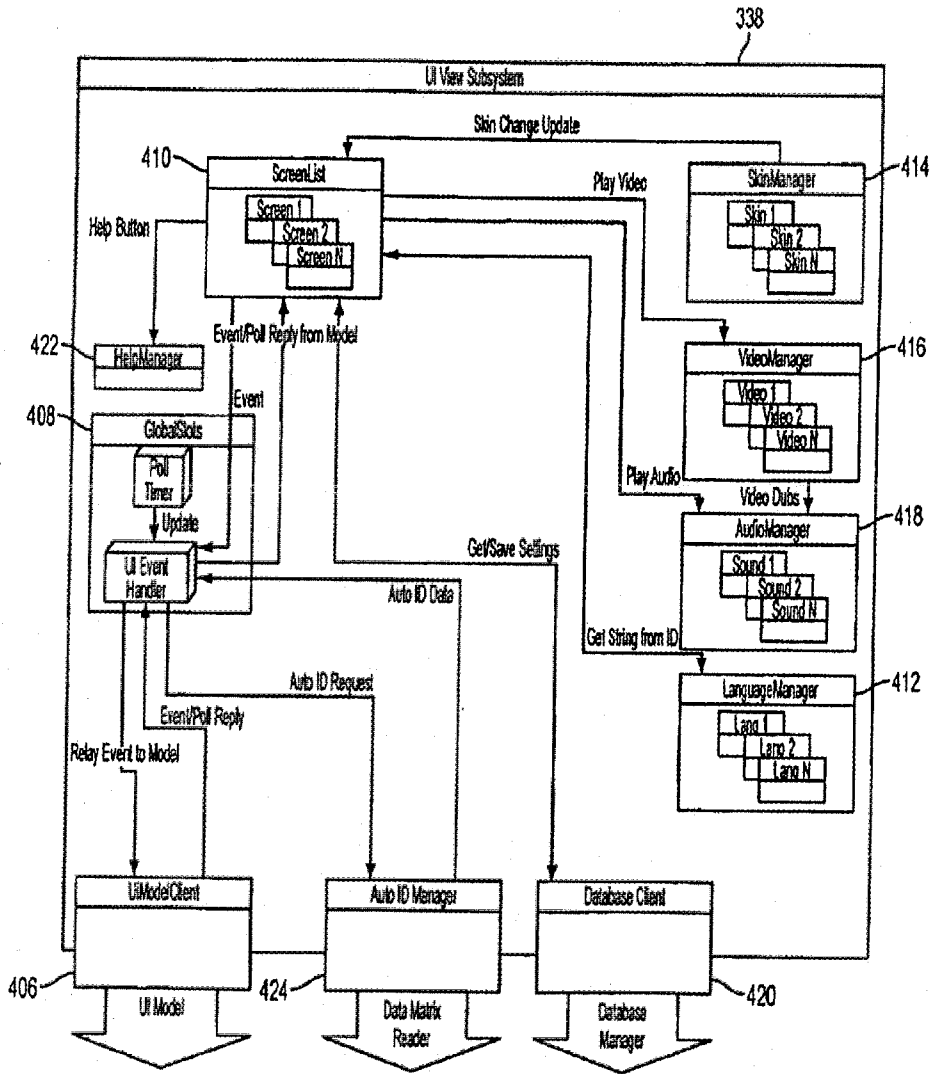 338
UI View Subsystem
Skin Change Update
410
ScreenList
Screen 1
Screen 2
Screen N
Play Video
SkinManager
414
Skin 1
Skin 2
Skin N
Help Button
Event/Poll Reply from Model
422
HelpManager
VideoManager
416
Video 1
Video 2
Video N
Event
408
GlobalSlots
Poll
Timer
Update
UI Event
Handler
Play Audio
Video Dubs
AudioManager
418
Sound 1
Sound 2
Sound N
Get/Save Settings
Auto ID Data
Get String from ID
Auto ID Request
LanguageManager
412
Lang 1
Lang 2
Lang N
Event/Poll Reply
Relay Event to Model
UiModelClient
Auto ID Manager
Database Client
406
424
420
UI Model
Data Matrix
Reader
Database
Manager